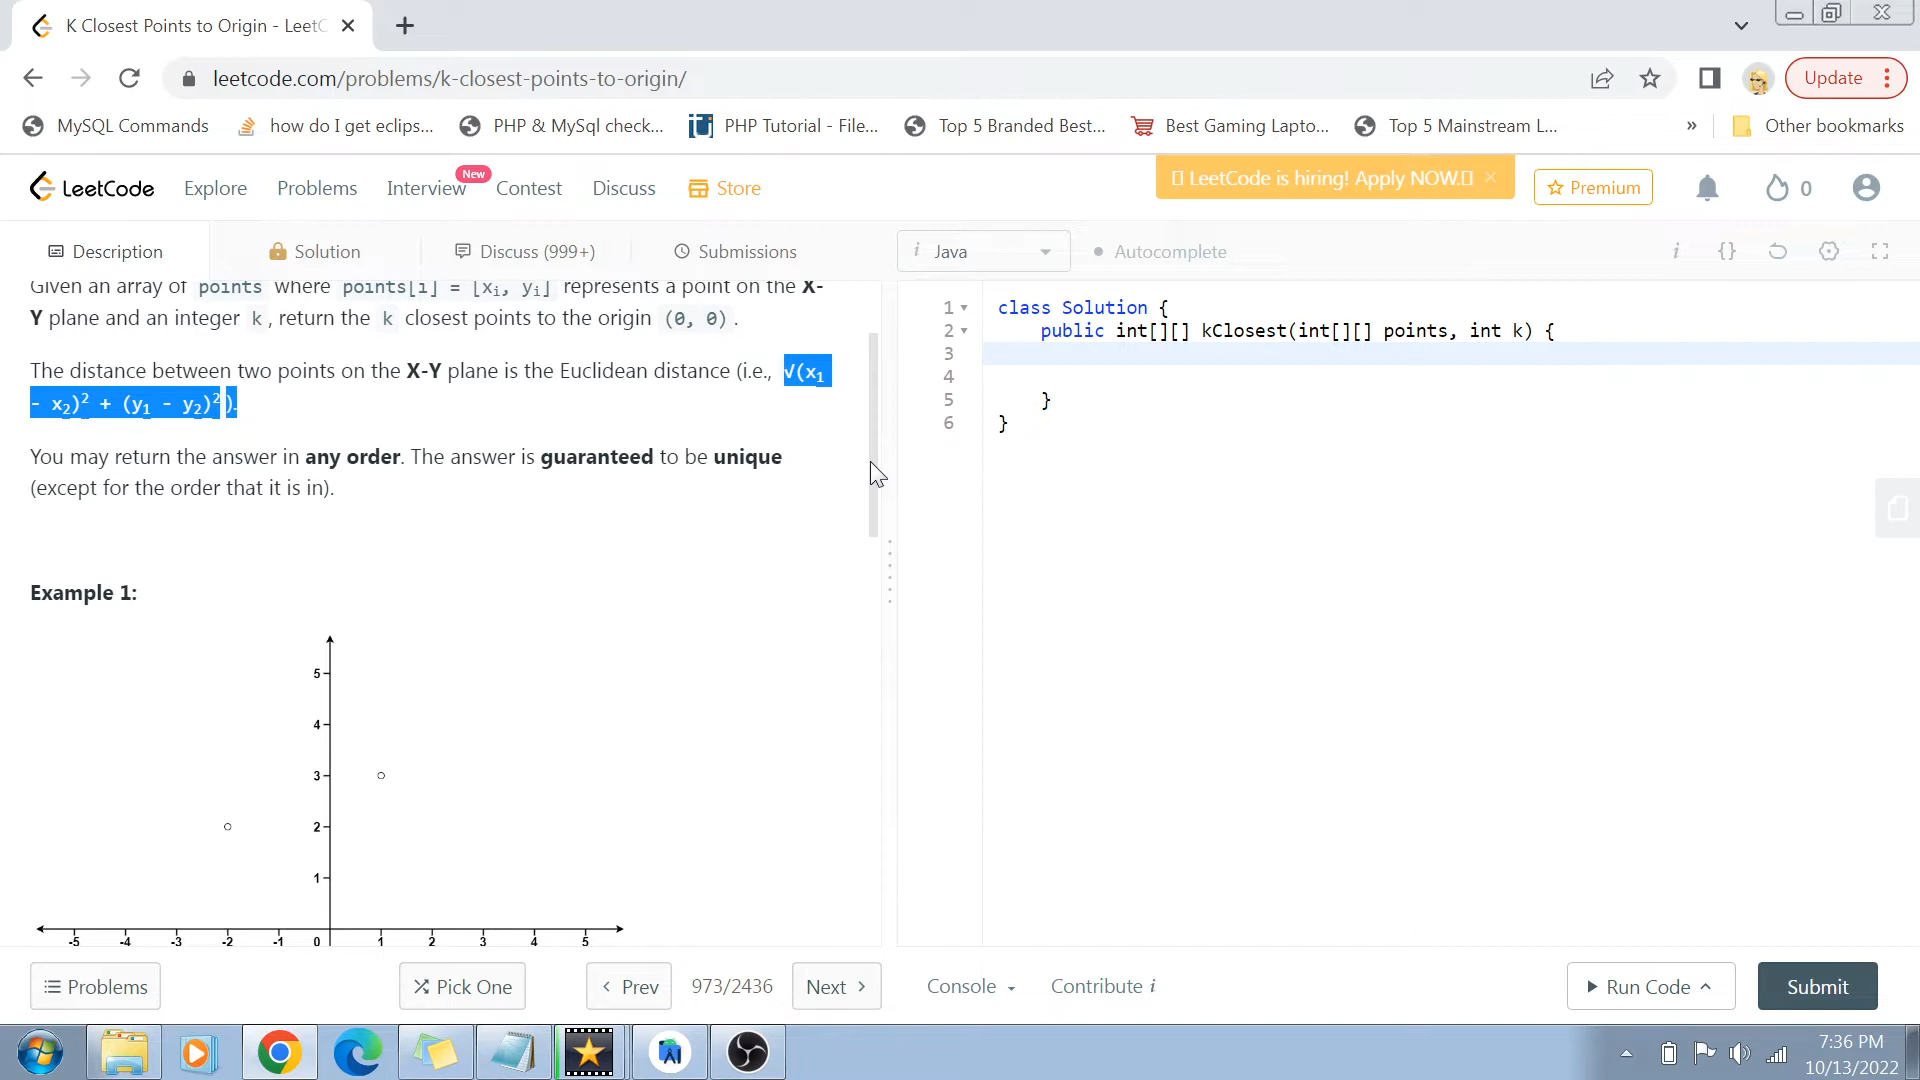 K Closest Points to Origin - LeetC
leetcode.com/problems/k-closest-points-to-origin/
Update
MySQL Commands
how do I get eclips...
PHP & MySql check...
PHP Tutorial - File...
Top 5 Branded Best...
Best Gaming Lapto...
Top 5 Mainstream L...
»
Other bookmarks
LeetCode
Explore
Problems
Interview
New
Contest
Discuss
Store
LeetCode is hiring! Apply NOW.
Premium
0
Description
Solution
Discuss (999+)
Submissions
i Java
Autocomplete
i {}
Given an array of points where points[i] = [xi, yi] represents a point on the X-
Y plane and an integer k , return the k closest points to the origin (0, 0) .
The distance between two points on the X-Y plane is the Euclidean distance (i.e., √(x1
- x2)² + (y1 - y2)² ).
You may return the answer in any order. The answer is guaranteed to be unique
(except for the order that it is in).
Example 1:
5
4
3
2
1
-5 -4 -3 -2 -1 0 1 2 3 4 5
1 class Solution {
2 public int[][] kClosest(int[][] points, int k) {
3
4
5 }
6 }
Problems
Pick One
Prev
973/2436
Next
Console
Contribute i
Run Code
Submit
7:36 PM
10/13/2022